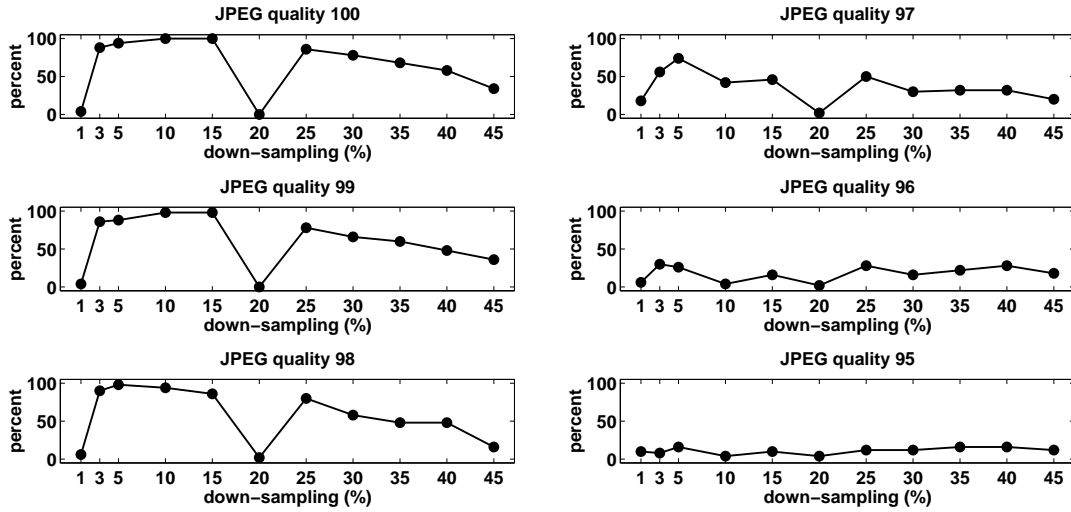 JPEG quality 100
percent
100
50
0
1 3 5 10 15 20 25 30 35 40 45
down-sampling (%)
JPEG quality 99
percent
100
50
0
1 3 5 10 15 20 25 30 35 40 45
down-sampling (%)
JPEG quality 98
percent
100
50
0
1 3 5 10 15 20 25 30 35 40 45
down-sampling (%)
JPEG quality 97
percent
100
50
0
1 3 5 10 15 20 25 30 35 40 45
down-sampling (%)
JPEG quality 96
percent
100
50
0
1 3 5 10 15 20 25 30 35 40 45
down-sampling (%)
JPEG quality 95
percent
100
50
0
1 3 5 10 15 20 25 30 35 40 45
down-sampling (%)